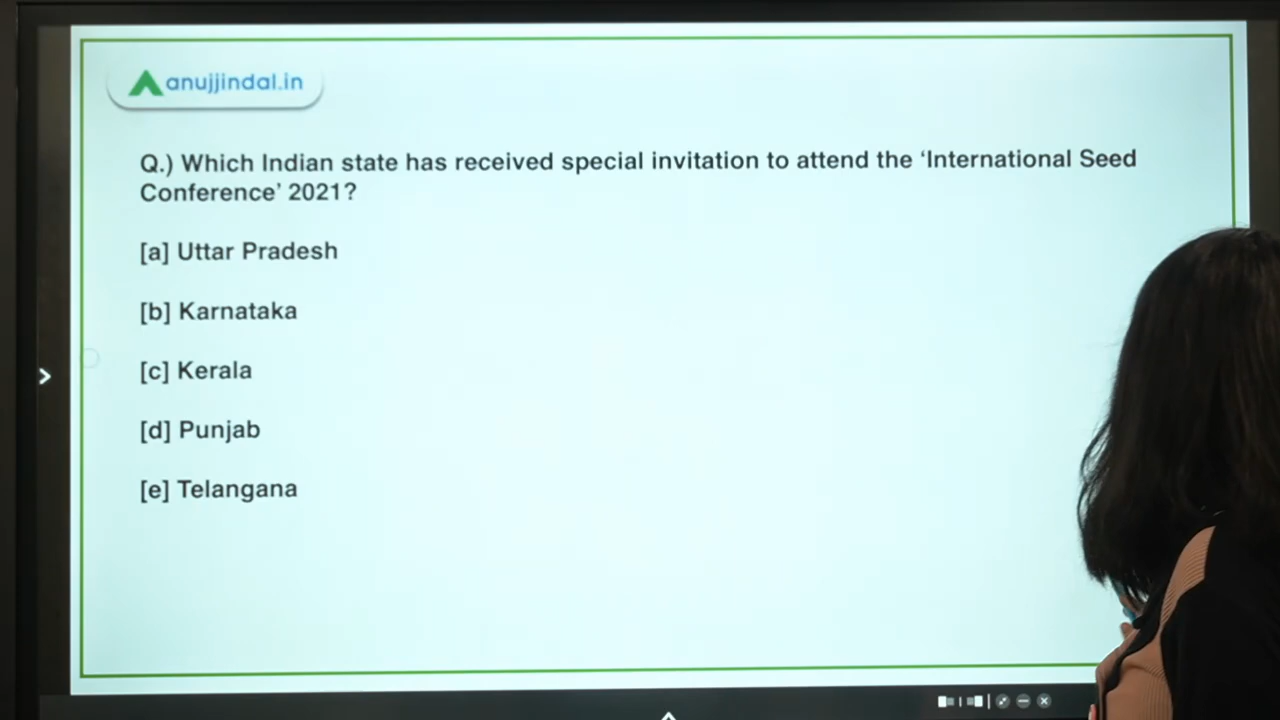 anujjindal.in
Q.) Which Indian state has received special invitation to attend the ‘International Seed
Conference’ 2021?
[a] Uttar Pradesh
[b] Karnataka
[c] Kerala
[d] Punjab
[e] Telangana